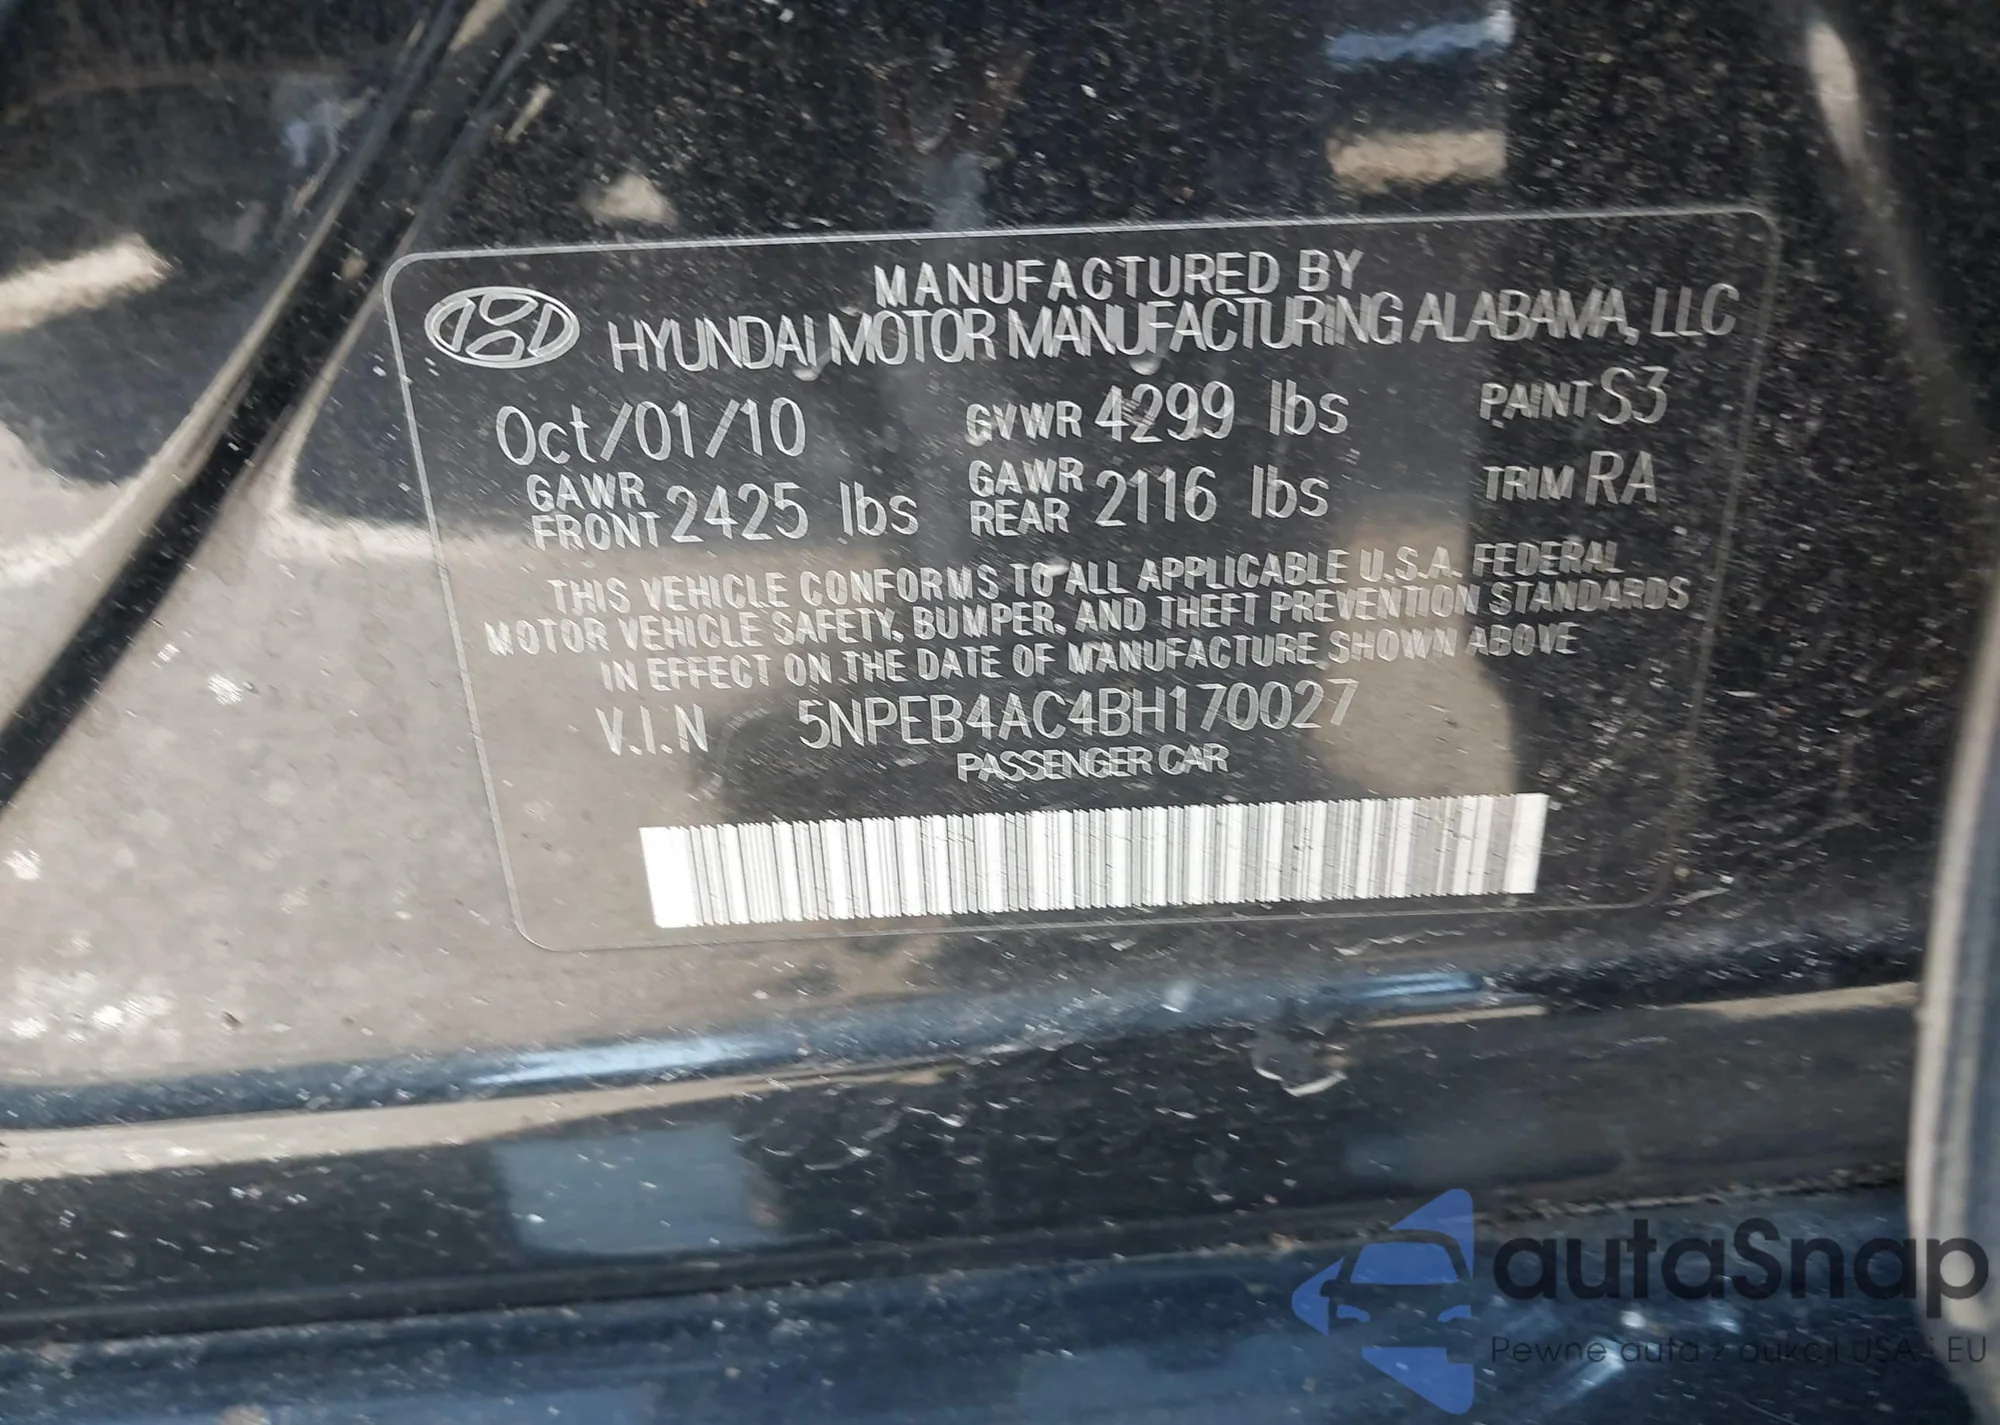 MANUFACTURED BY
HYUNDAI MOTOR MANUFACTURING ALABAMA, LLC
Oct/01/10 GVWR 4299 lbs PAINT S3
GAWR FRONT 2425 lbs GAWR REAR 2116 lbs TRIM RA
THIS VEHICLE CONFORMS TO ALL APPLICABLE U.S.A. FEDERAL
MOTOR VEHICLE SAFETY, BUMPER, AND THEFT PREVENTION STANDARDS
IN EFFECT ON THE DATE OF MANUFACTURE SHOWN ABOVE
V.I.N 5NPEB4AC4BH170027
PASSENGER CAR
autaSnap
Pewne auta z aukcji USA i EU